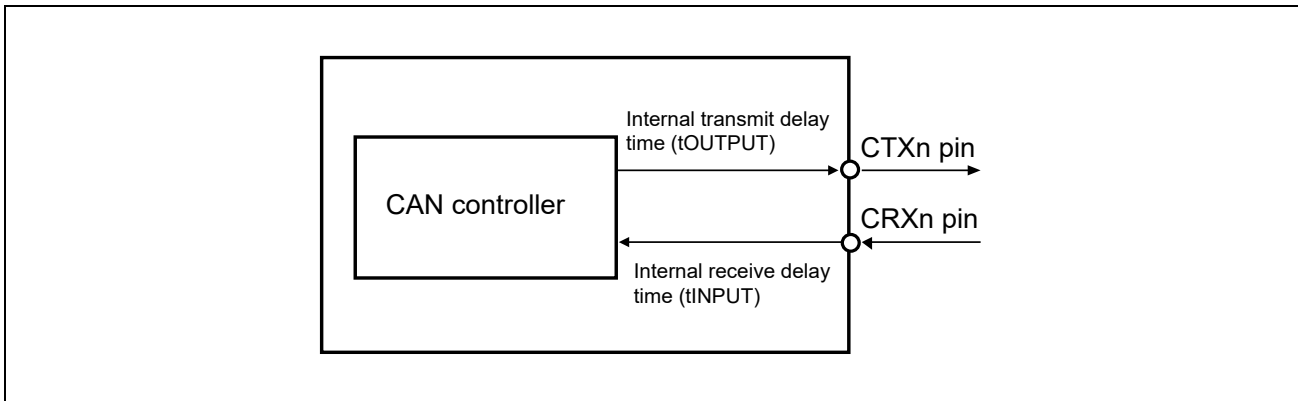 Internal transmit delay
time (tOUTPUT)
CTXn pin
CAN controller
CRXn pin
Internal receive delay
time (tINPUT)